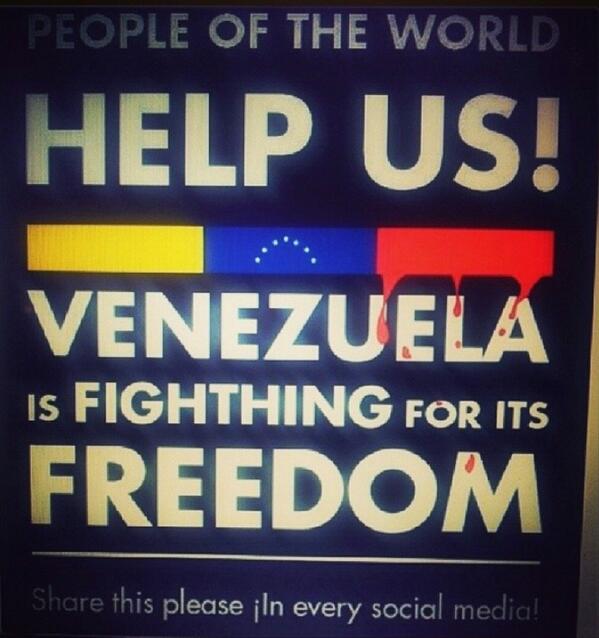 PEOPLE OF THE WORLD
HELP US!
VENEZUELA
IS FIGHTHING FOR ITS
FREEDOM
Share this please ¡In every social media!